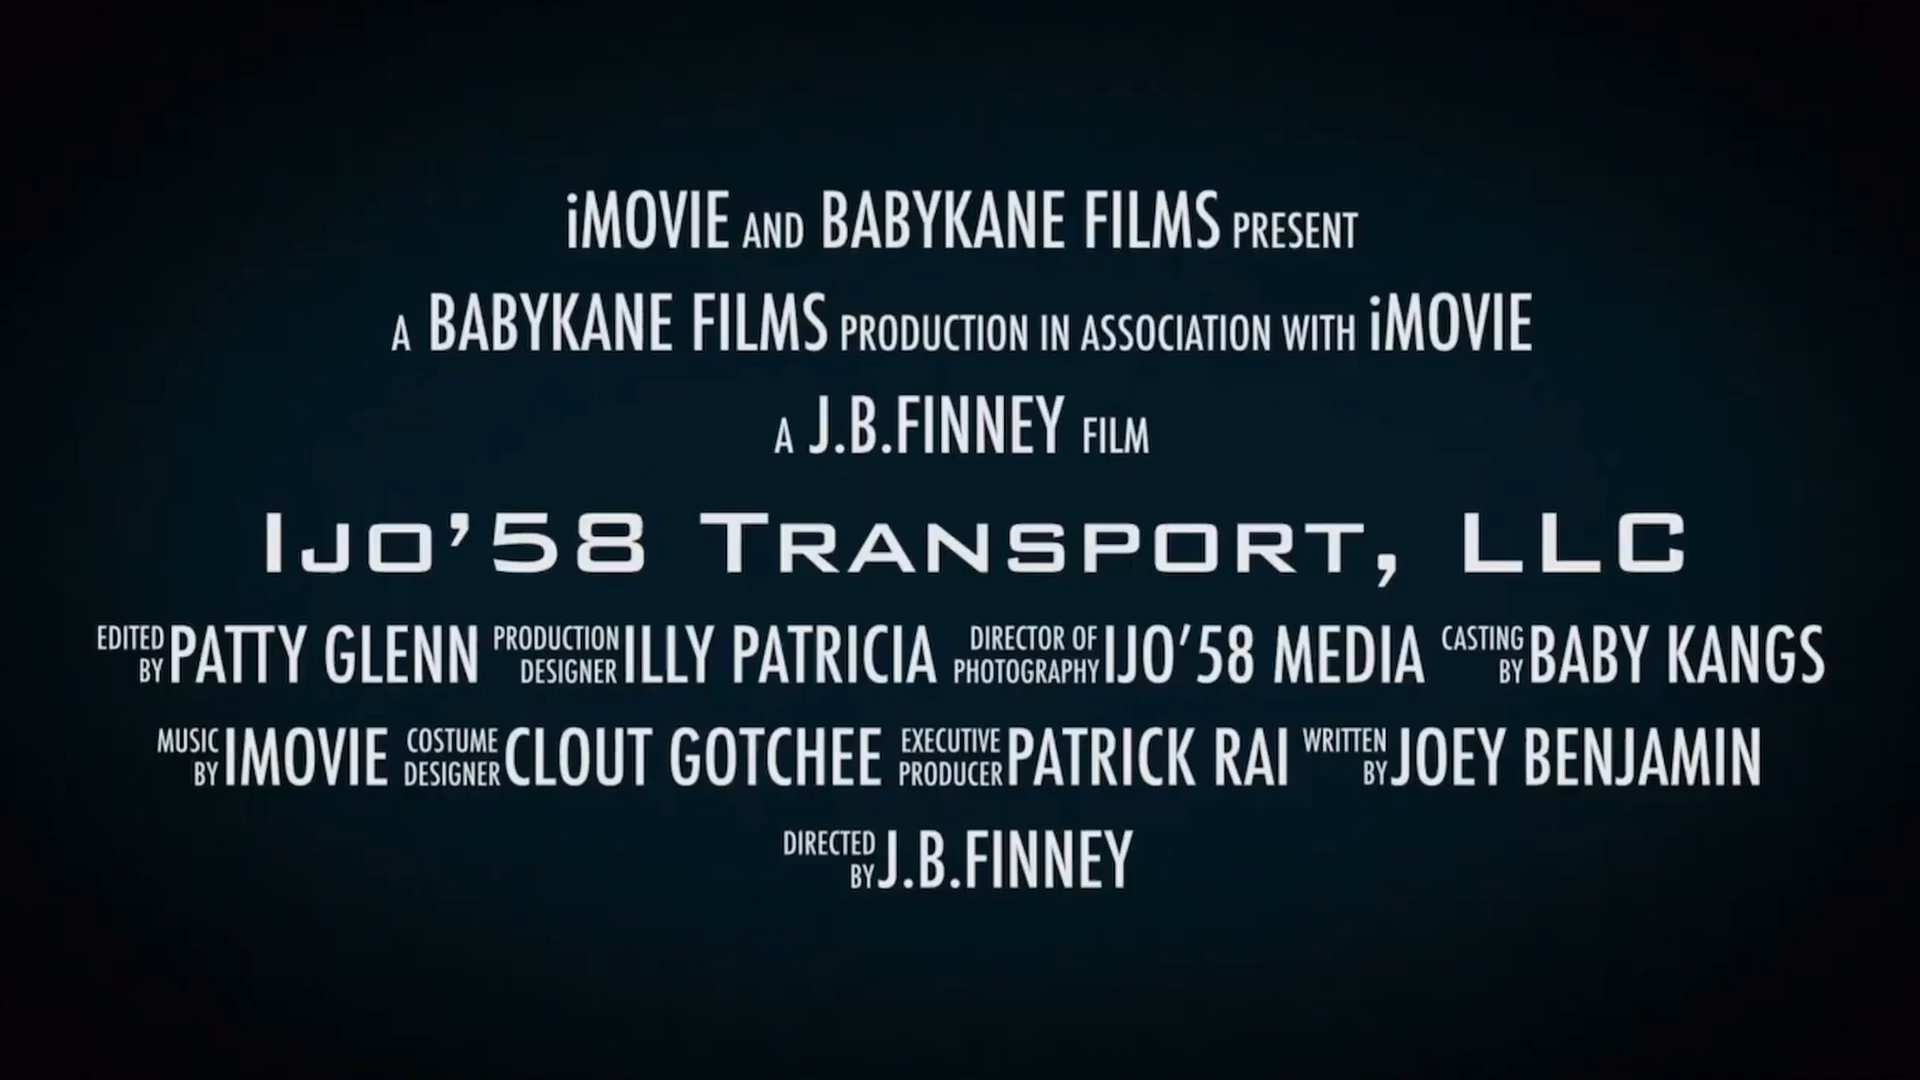 iMOVIE AND BABYKANE FILMS PRESENT
A BABYKANE FILMS PRODUCTION IN ASSOCIATION WITH iMOVIE
A J.B.FINNEY FILM
IJO’58 TRANSPORT, LLC
EDITED BY PATTY GLENN PRODUCTION DESIGNER ILLY PATRICIA DIRECTOR OF PHOTOGRAPHY IJO’58 MEDIA CASTING BY BABY KANGS
MUSIC BY IMOVIE COSTUME DESIGNER CLOUT GOTCHEE EXECUTIVE PRODUCER PATRICK RAI WRITTEN BY JOEY BENJAMIN
DIRECTED BY J.B.FINNEY